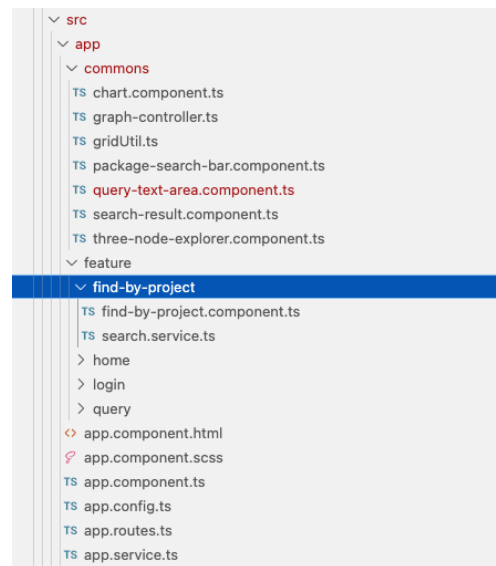 src
app
commons
TS chart.component.ts
TS graph-controller.ts
TS gridUtil.ts
TS package-search-bar.component.ts
TS query-text-area.component.ts
TS search-result.component.ts
TS three-node-explorer.component.ts
feature
find-by-project
TS find-by-project.component.ts
TS search.service.ts
home
login
query
app.component.html
app.component.scss
TS app.component.ts
TS app.config.ts
TS app.routes.ts
TS app.service.ts